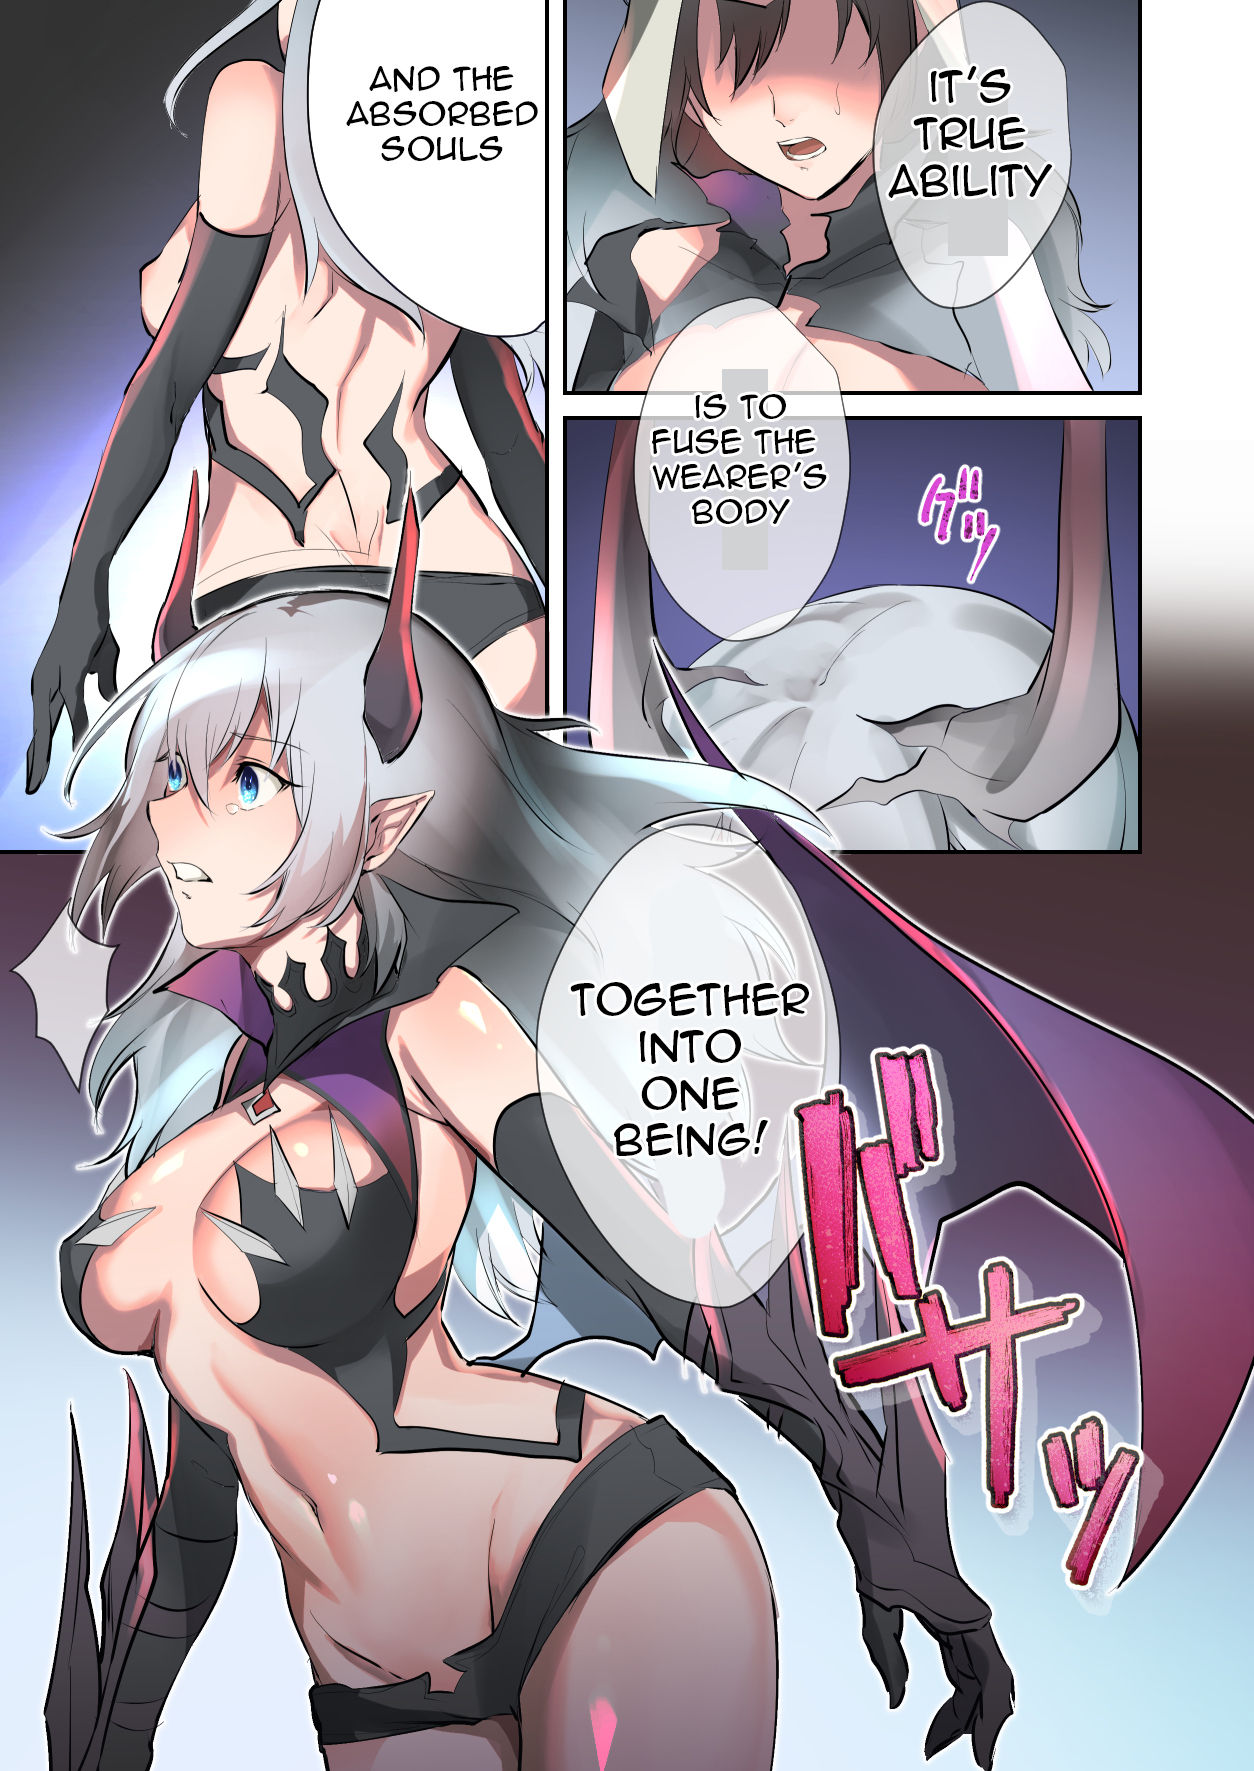 IT'S
TRUE
ABILITY
IS TO
FUSE THE
WEARER'S
BODY
グッ
AND THE
ABSORBED
SOULS
TOGETHER
INTO
ONE
BEING!
バサッ